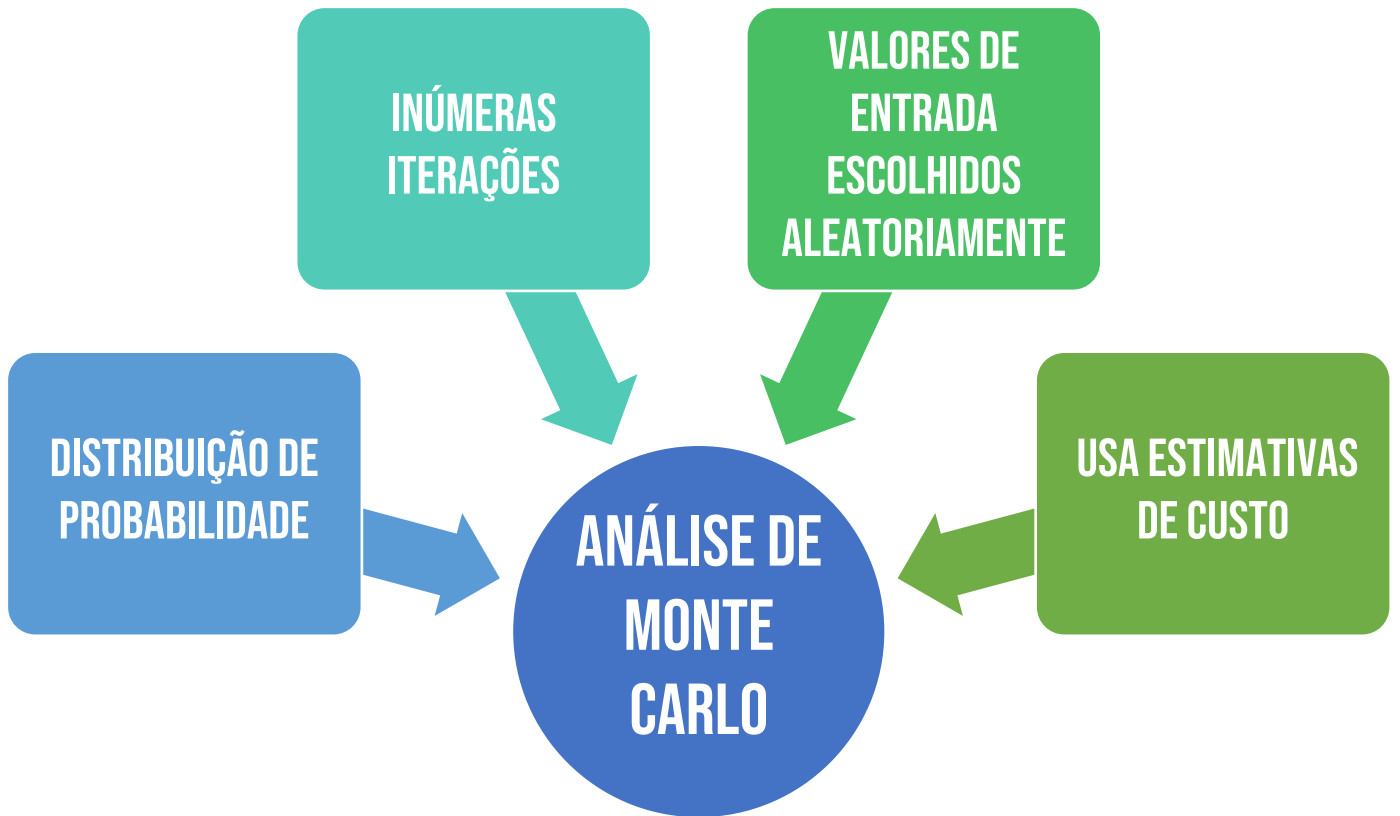 INÚMERAS
ITERAÇÕES
VALORES DE
ENTRADA
ESCOLHIDOS
ALEATORIAMENTE
DISTRIBUIÇÃO DE
PROBABILIDADE
USA ESTIMATIVAS
DE CUSTO
ANÁLISE DE
MONTE
CARLO